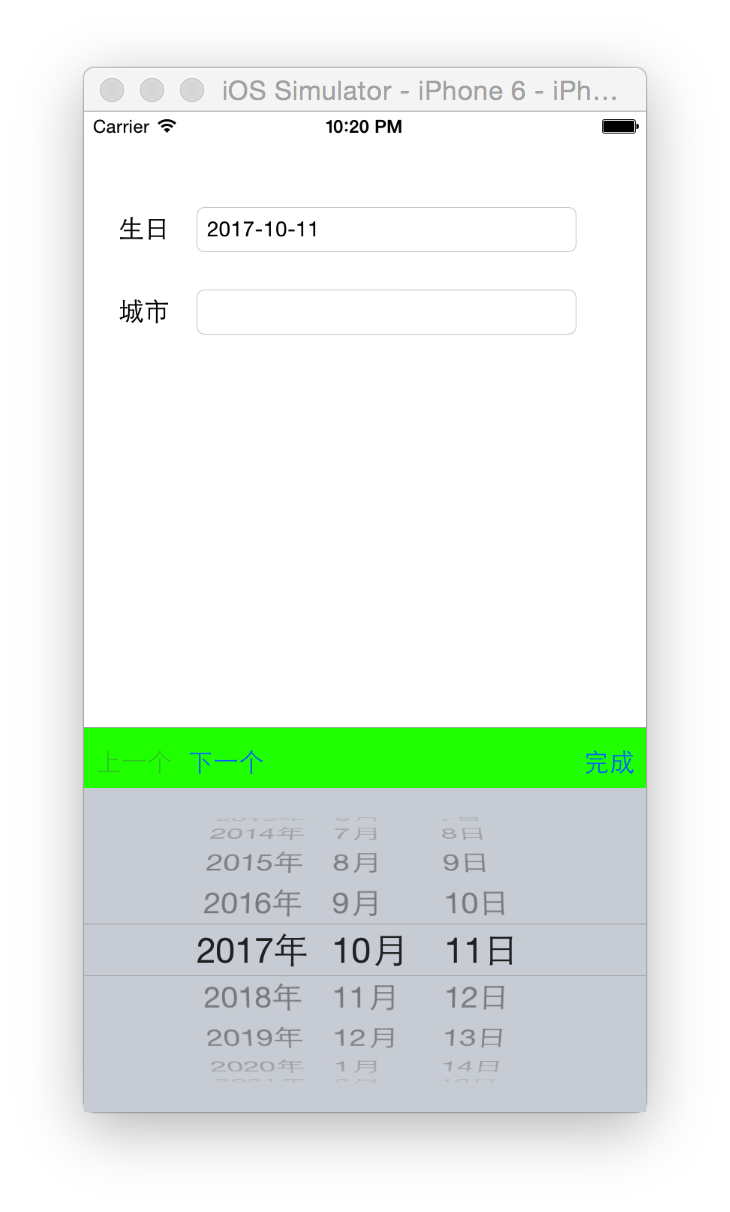 iOS Simulator - iPhone 6 - iPh...
Carrier 10:20 PM
生日 2017-10-11
城市
上一个 下一个 完成
2014年 7月 8日
2015年 8月 9日
2016年 9月 10日
2017年 10月 11日
2018年 11月 12日
2019年 12月 13日
2020年 1月 14日